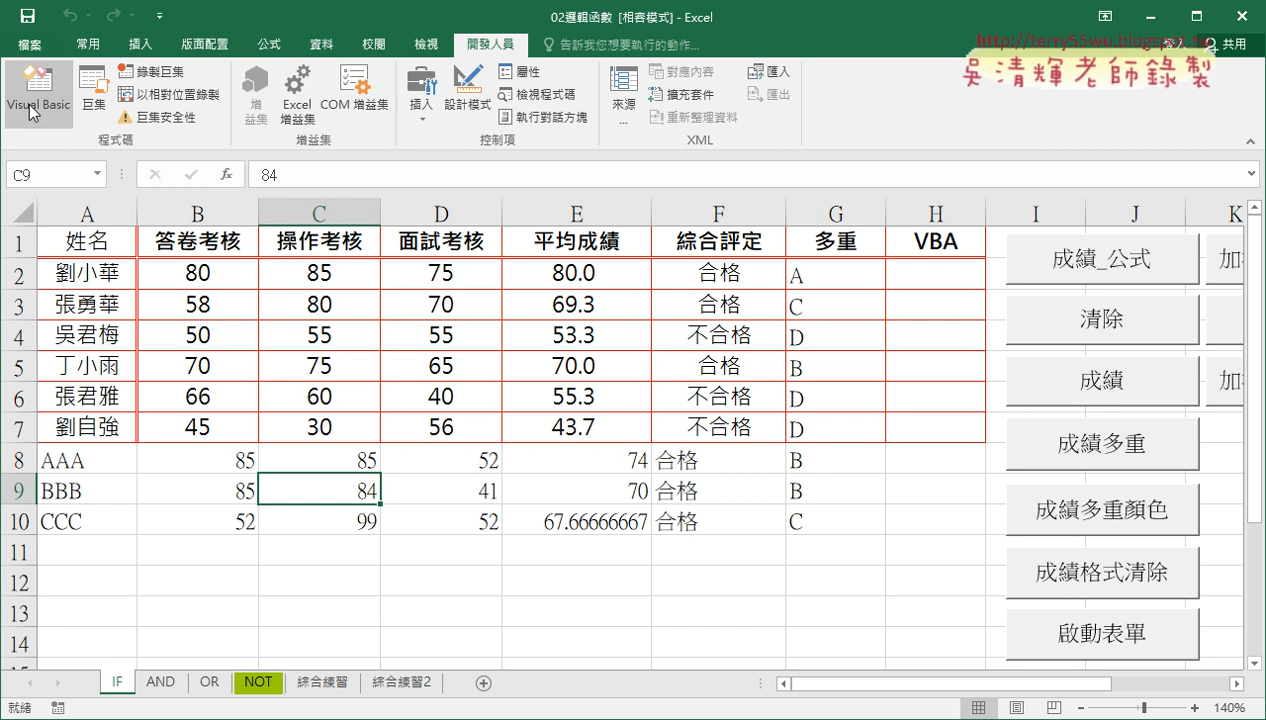 02邏輯函數 [相容模式] - Excel
檔案 常用 插入 版面配置 公式 資料 校閱 檢視 開發人員 告訴我您想要執行的動作... 共用
http://terry55wu.blogspot.tw
吳清輝老師錄製
Visual Basic 巨集 錄製巨集 以相對位置錄製 巨集安全性 程式碼
增益集 Excel 增益集 COM 增益集 增益集
插入 設計模式 屬性 檢視程式碼 執行對話方塊 控制項
來源... 對應內容 擴充套件 重新整理資料 匯入 匯出 XML
C9 fx 84
A B C D E F G H I J K
1 姓名 答卷考核 操作考核 面試考核 平均成績 綜合評定 多重 VBA
2 劉小華 80 85 75 80.0 合格 A
3 張勇華 58 80 70 69.3 合格 C
4 吳君梅 50 55 55 53.3 不合格 D
5 丁小雨 70 75 65 70.0 合格 B
6 張君雅 66 60 40 55.3 不合格 D
7 劉自強 45 30 56 43.7 不合格 D
8 AAA 85 85 52 74 合格 B
9 BBB 85 84 41 70 合格 B
10 CCC 52 99 52 67.66666667 合格 C
11
12
13
14
成績_公式
清除
成績
成績多重
成績多重顏色
成績格式清除
啟動表單
加
加
IF AND OR NOT 綜合練習 綜合練習2
就緒 140%